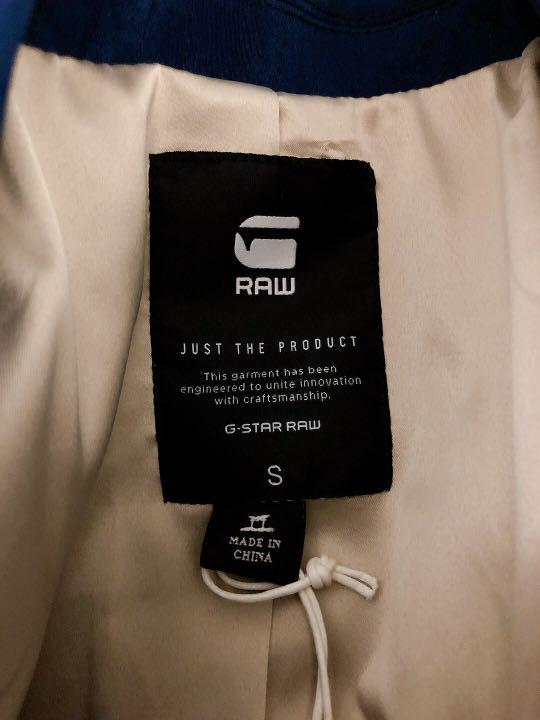 G
RAW
JUST THE PRODUCT
This garment has been
engineered to unite innovation
with craftsmanship.
G-STAR RAW
S
MADE IN
CHINA